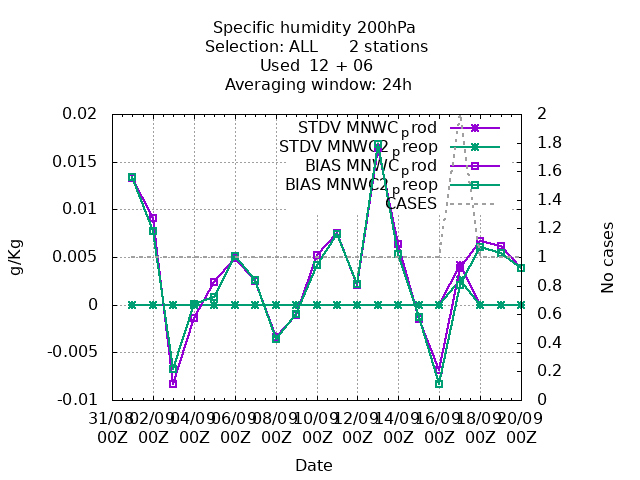 Specific humidity 200hPa
Selection: ALL 2 stations
Used 12 + 06
Averaging window: 24h
g/Kg
No cases
0.02
0.015
0.01
0.005
0
-0.005
-0.01
2
1.8
1.6
1.4
1.2
1
0.8
0.6
0.4
0.2
0
STDV MNWC_prod
STDV MNWC2_preop
BIAS MNWC_prod
BIAS MNWC2_preop
CASES
31/08 02/09 04/09 06/09 08/09 10/09 12/09 14/09 16/09 18/09 20/09
00Z 00Z 00Z 00Z 00Z 00Z 00Z 00Z 00Z 00Z 00Z
Date